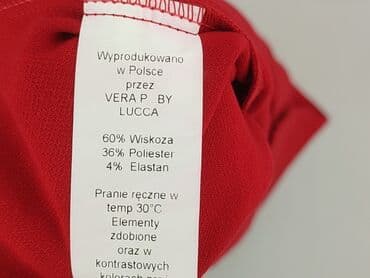 Wyprodukowano
w Polsce
przez
VERA P BY
LUCCA
60% Wiskoza
36% Poliester
4% Elastan
Pranie ręczne w
temp 30°C
Elementy
zdobione
oraz w
kontrastowych
kolorach